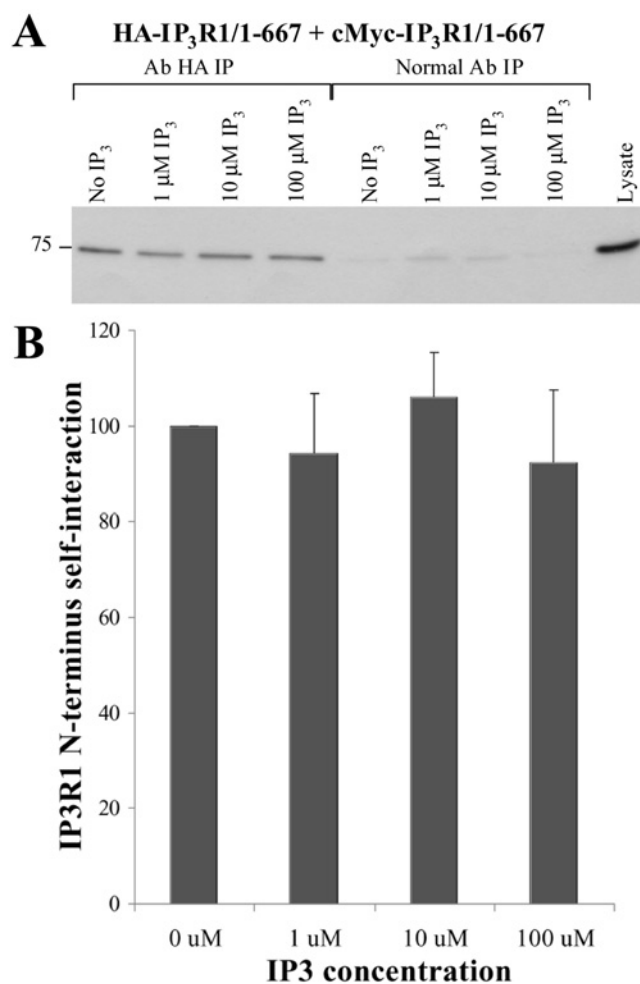 A
HA-IP₃R1/1-667 + cMyc-IP₃R1/1-667
Ab HA IP
Normal Ab IP
No IP₃
1 µM IP₃
10 µM IP₃
100 µM IP₃
No IP₃
1 µM IP₃
10 µM IP₃
100 µM IP₃
Lysate
75
B
IP3R1 N-terminus self-interaction
120
100
80
60
40
20
0
0 uM
1 uM
10 uM
100 uM
IP3 concentration